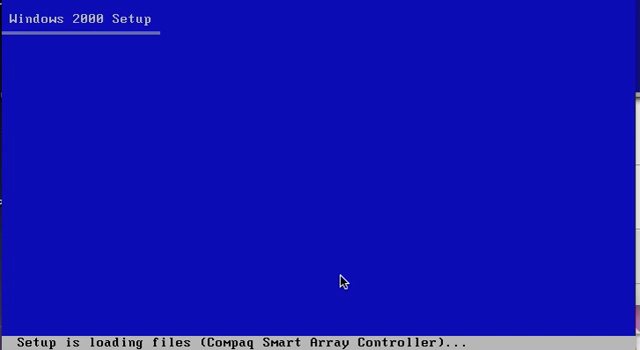 Windows 2000 Setup
Setup is loading files (Compaq Smart Array Controller)...